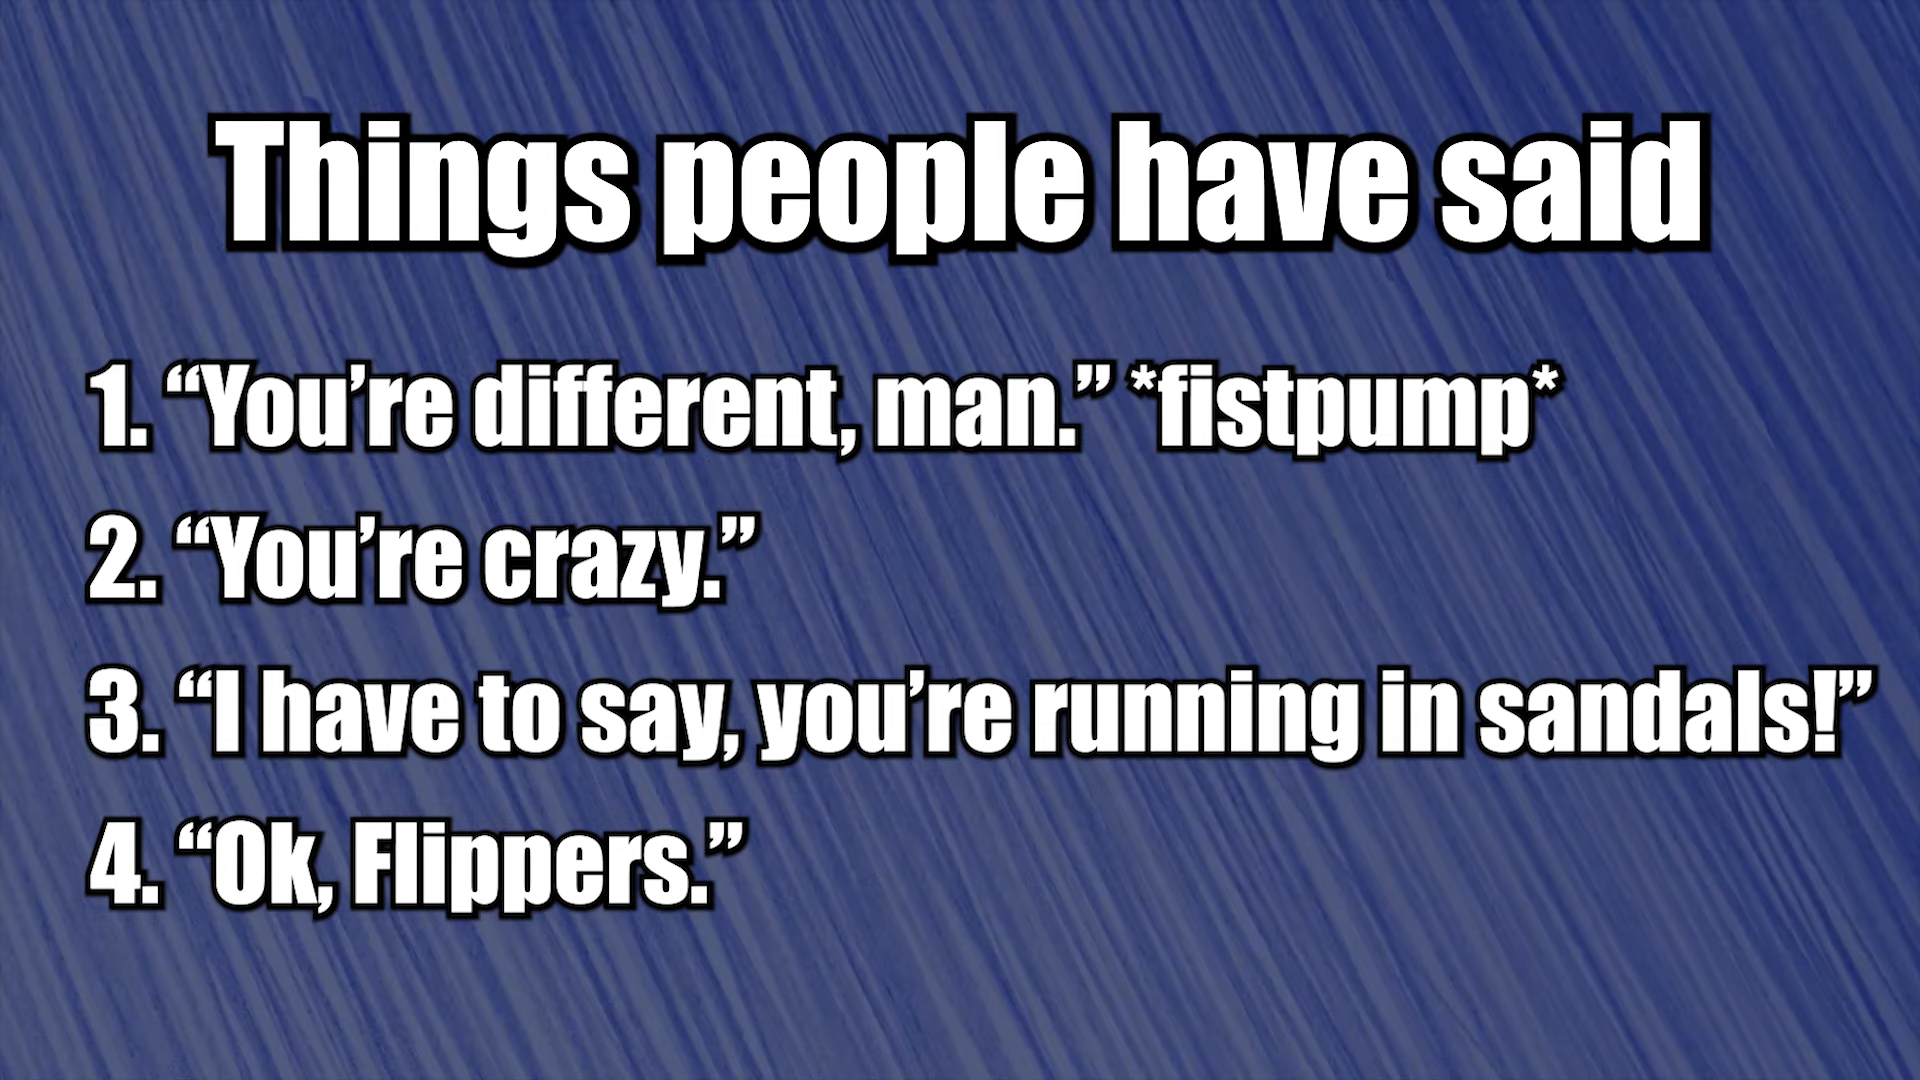 Things people have said
1. “You’re different, man.” *fistpump*
2. “You’re crazy.”
3. “I have to say, you’re running in sandals!”
4. “Ok, Flippers.”